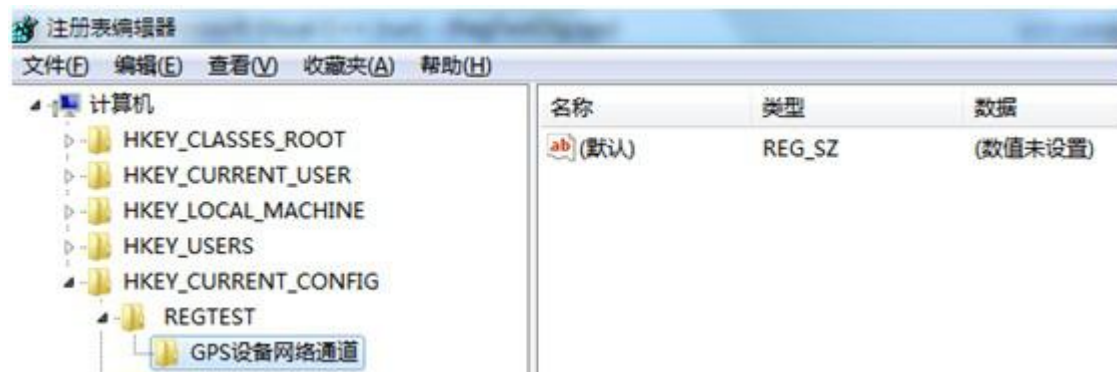 注册表编辑器
文件(F) 编辑(E) 查看(V) 收藏夹(A) 帮助(H)
计算机
HKEY_CLASSES_ROOT
HKEY_CURRENT_USER
HKEY_LOCAL_MACHINE
HKEY_USERS
HKEY_CURRENT_CONFIG
REGTEST
GPS设备网络通道
名称 类型 数据
ab (默认) REG_SZ (数值未设置)